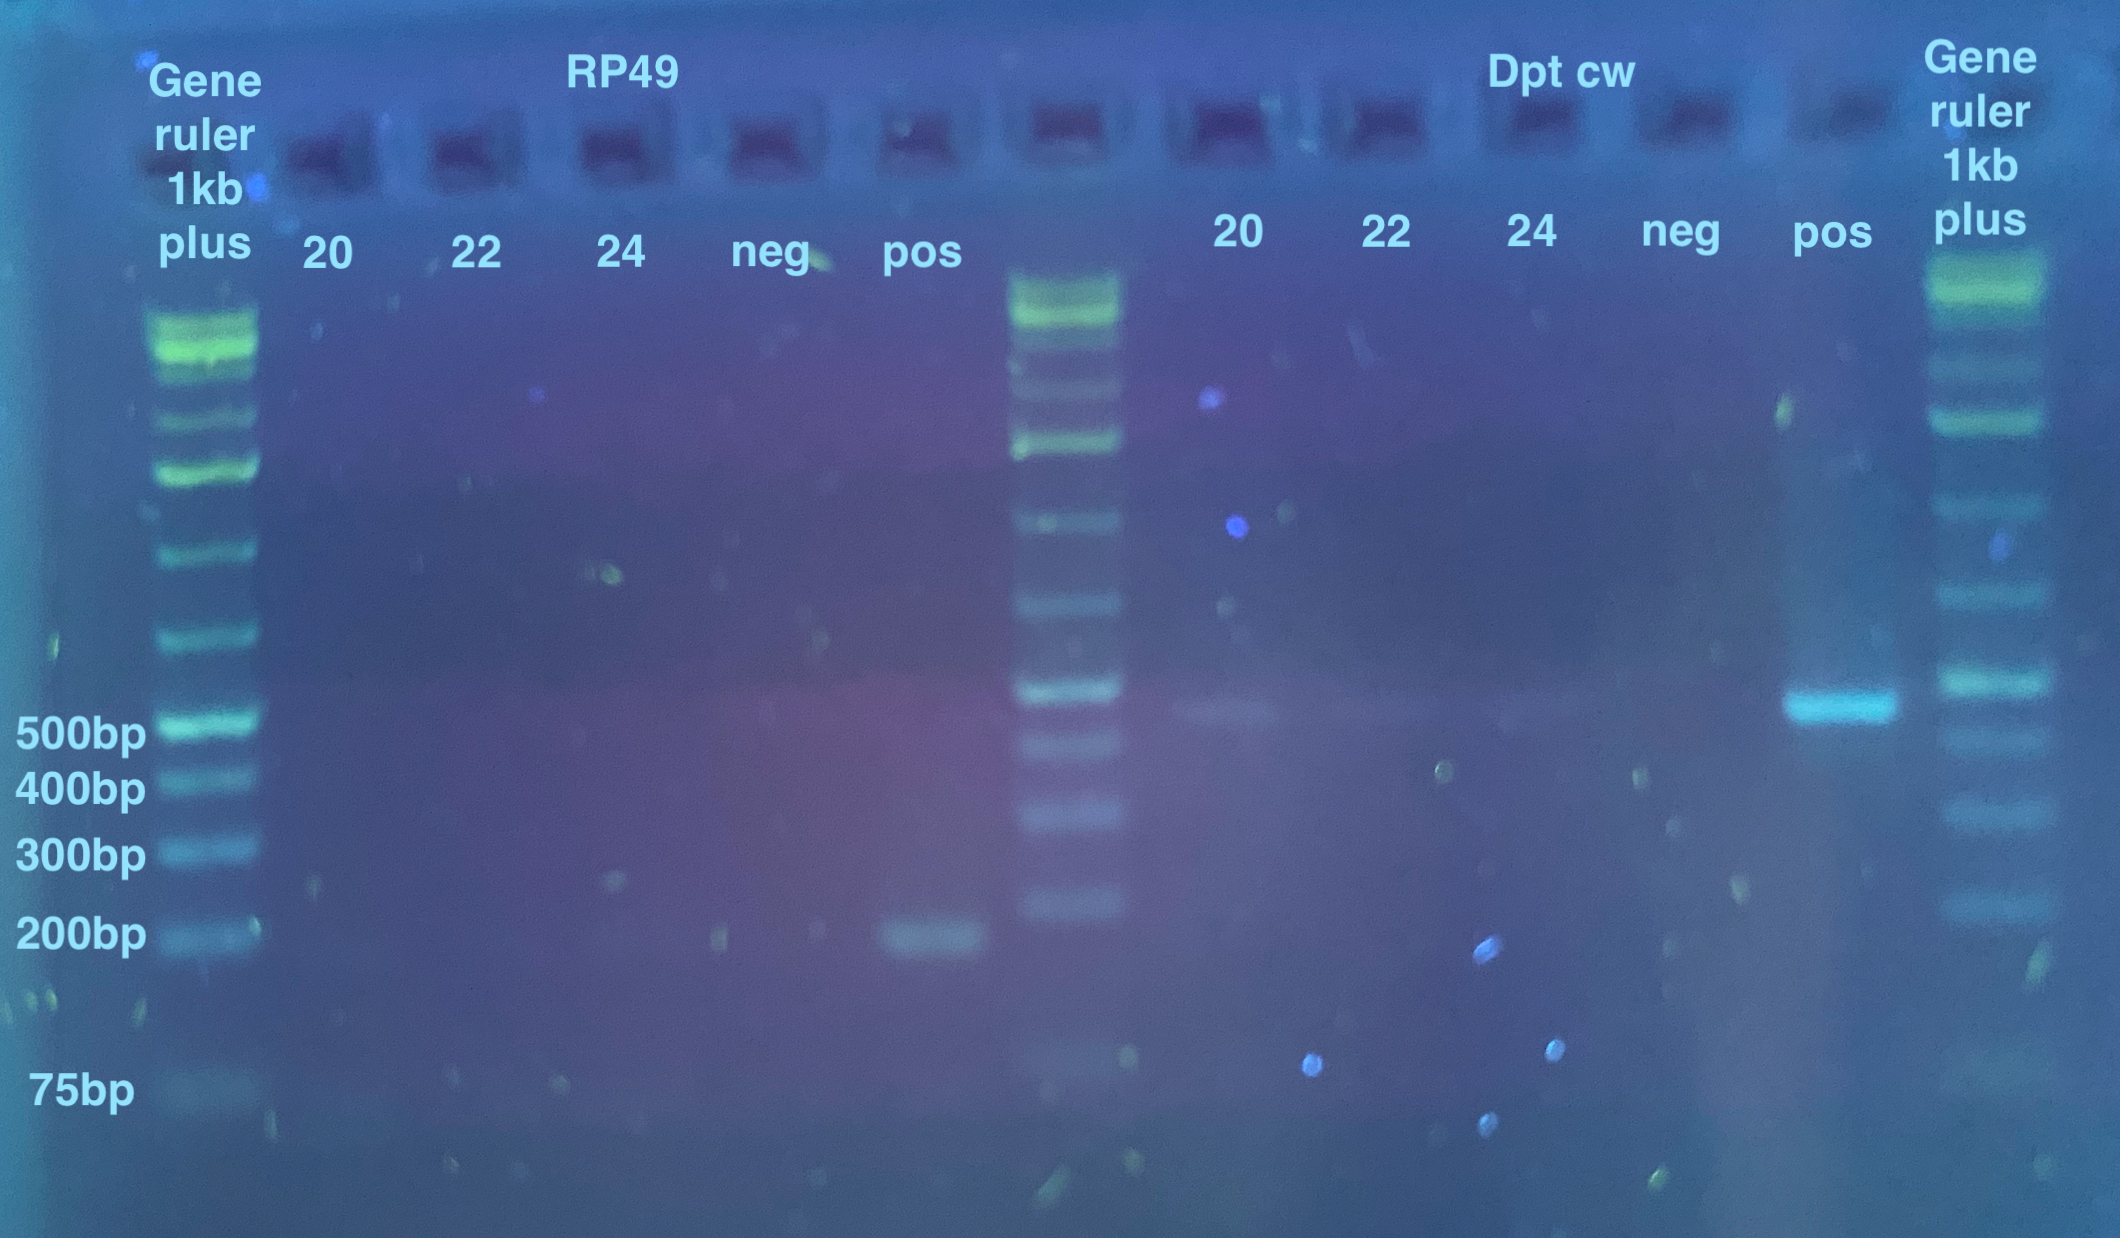 Gene
ruler
1kb
plus
RP49
20 22 24 neg pos
Dpt cw
20 22 24 neg pos
Gene
ruler
1kb
plus
500bp
400bp
300bp
200bp
75bp